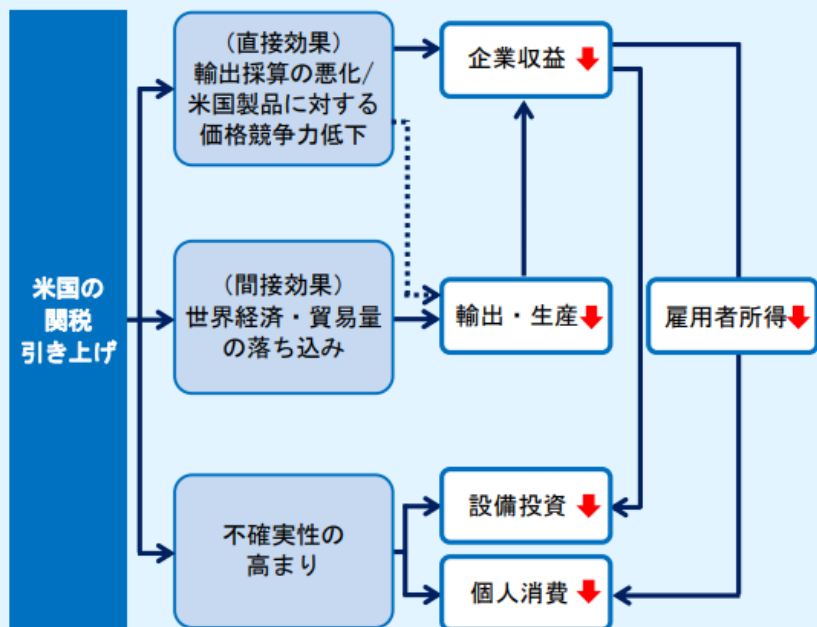 米国の
関税
引き上げ
（直接効果）
輸出採算の悪化/
米国製品に対する
価格競争力低下
（間接効果）
世界経済・貿易量
の落ち込み
不確実性の
高まり
企業収益
輸出・生産
設備投資
個人消費
雇用者所得